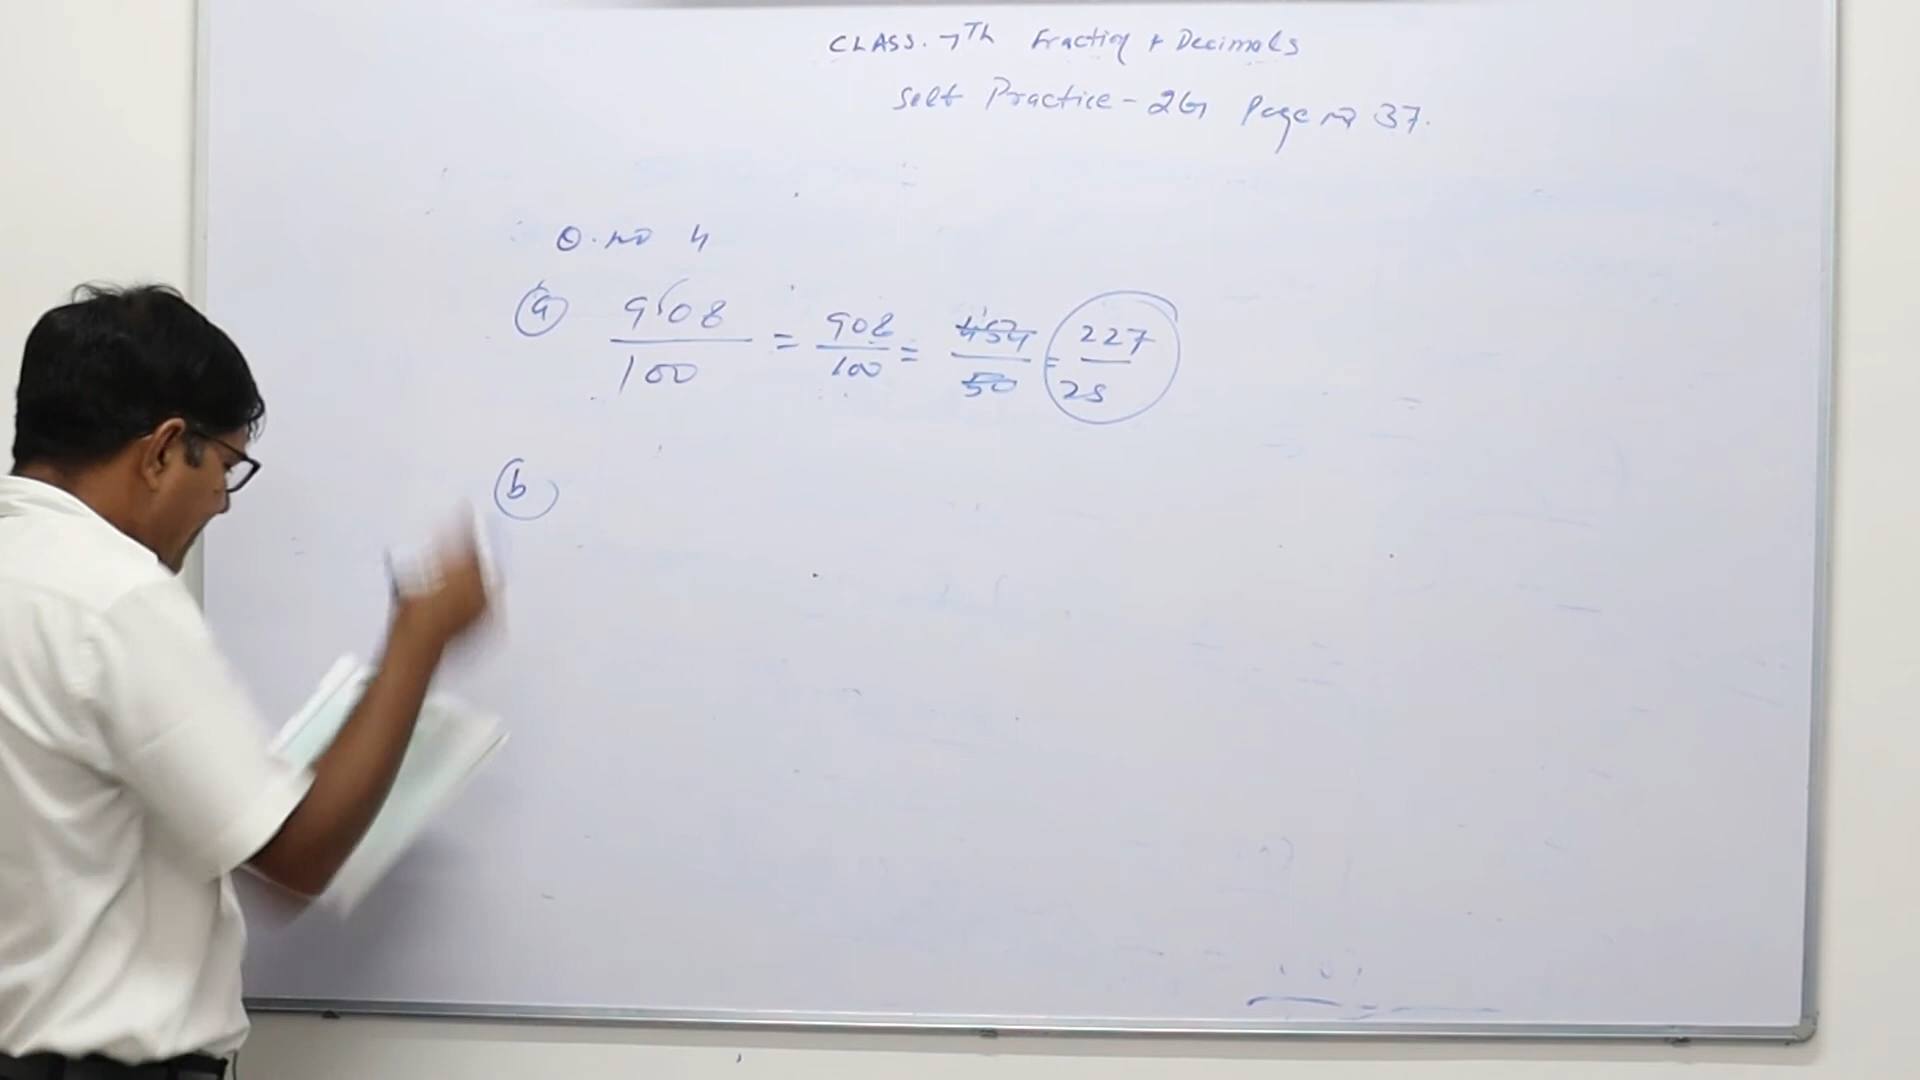 CLASS. 7Th Fraction & Decimals
Self Practice - 2G Page no 37.
Q. no 4
(a) 9.08/100 = 908/100 = 454/50 = 227/25
(b)